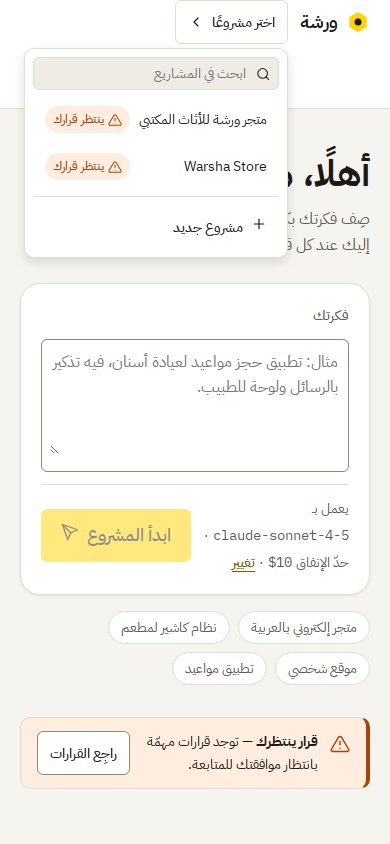 ورشة
اختر مشروعًا
ابحث في المشاريع
متجر ورشة للأثاث المكتبي
ينتظر قرارك
Warsha Store
ينتظر قرارك
مشروع جديد
أهلًا،
صِف فكرتك
إليك عند كل
فكرتك
مثال: تطبيق حجز مواعيد لعيادة أسنان، فيه تذكير
بالرسائل ولوحة للطبيب.
يعمل بـ
claude-sonnet-4-5 ·
حدّ الإنفاق $10 · تغيير
ابدأ المشروع
متجر إلكتروني بالعربية
نظام كاشير لمطعم
موقع شخصي
تطبيق مواعيد
قرار ينتظرك — توجد قرارات مهمّة
بانتظار موافقتك للمتابعة.
راجع القرارات